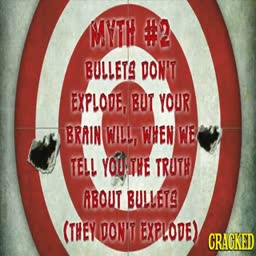 MYTH #2
BULLETS DON'T
EXPLODE, BUT YOUR
BRAIN WILL, WHEN WE
TELL YOU THE TRUTH
ABOUT BULLETS
(THEY DON'T EXPLODE)
CRACKED